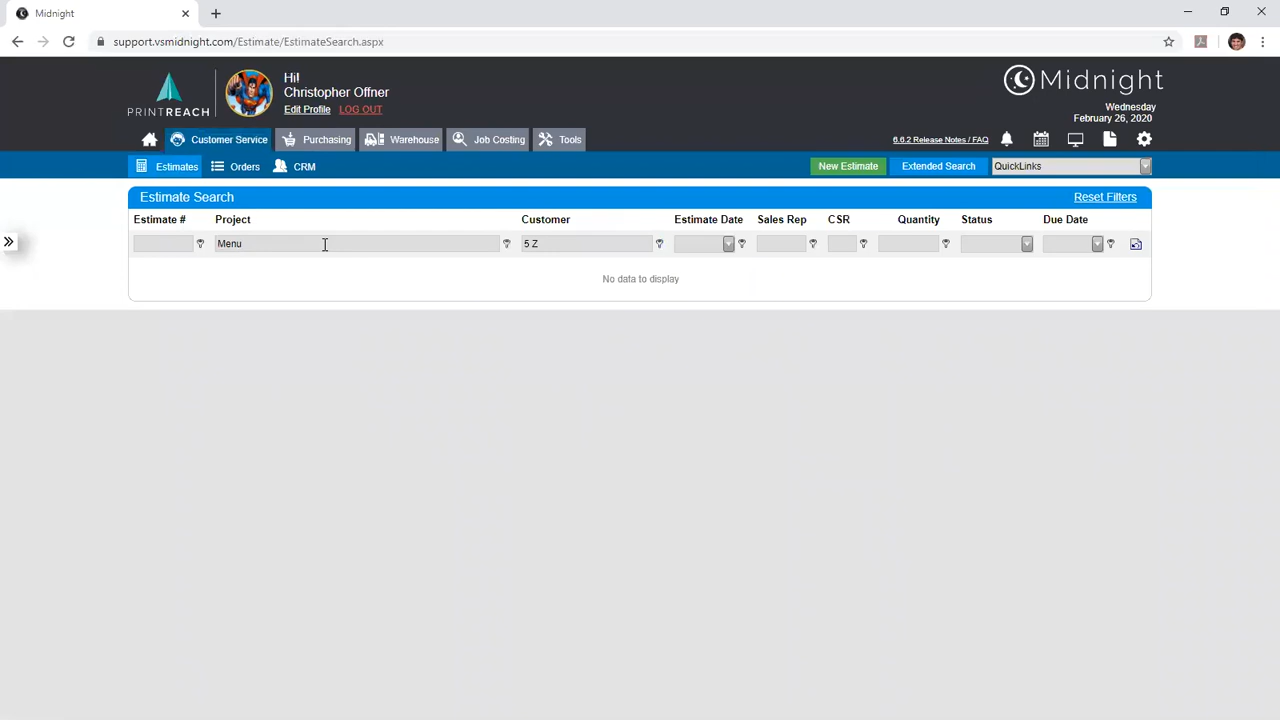 Midnight
support.vsmidnight.com/Estimate/EstimateSearch.aspx
PRINTREACH
Hi!
Christopher Offner
Edit Profile LOG OUT
Midnight
Wednesday
February 26, 2020
Customer Service Purchasing Warehouse Job Costing Tools
6.6.2 Release Notes / FAQ
Estimates Orders CRM New Estimate Extended Search QuickLinks
Estimate Search Reset Filters
Estimate # Project Customer Estimate Date Sales Rep CSR Quantity Status Due Date
Menu 5 Z
No data to display